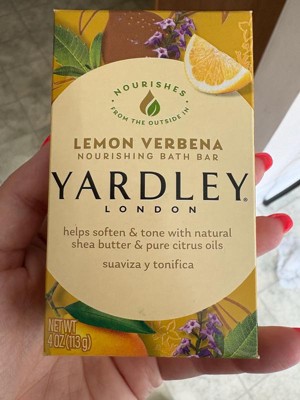 NOURISHES
• FROM THE OUTSIDE IN •
LEMON VERBENA
NOURISHING BATH BAR
YARDLEY®
LONDON
helps soften & tone with natural
shea butter & pure citrus oils
suaviza y tonifica
NET WT
4 OZ (113 g)